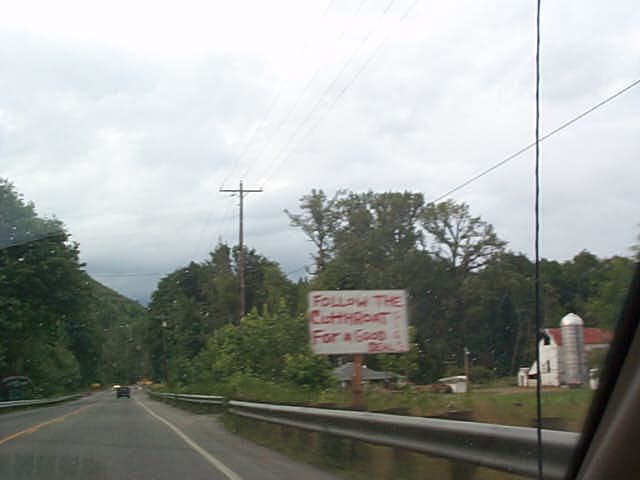 FOLLOW THE
CUTTHROAT!
FOR A GOOD
DEAL!